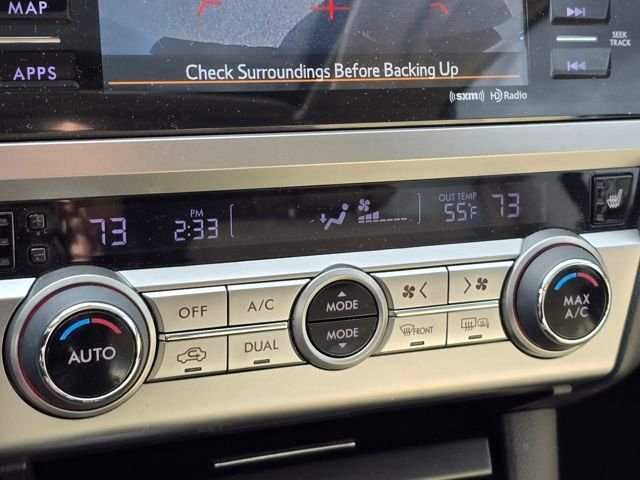 MAP
APPS
Check Surroundings Before Backing Up
SEEK
TRACK
((sxm)) HD Radio
73
PM
2:33
OUT TEMP
55°F
73
OFF
A/C
MODE
MODE
AUTO
DUAL
FRONT
MAX
A/C